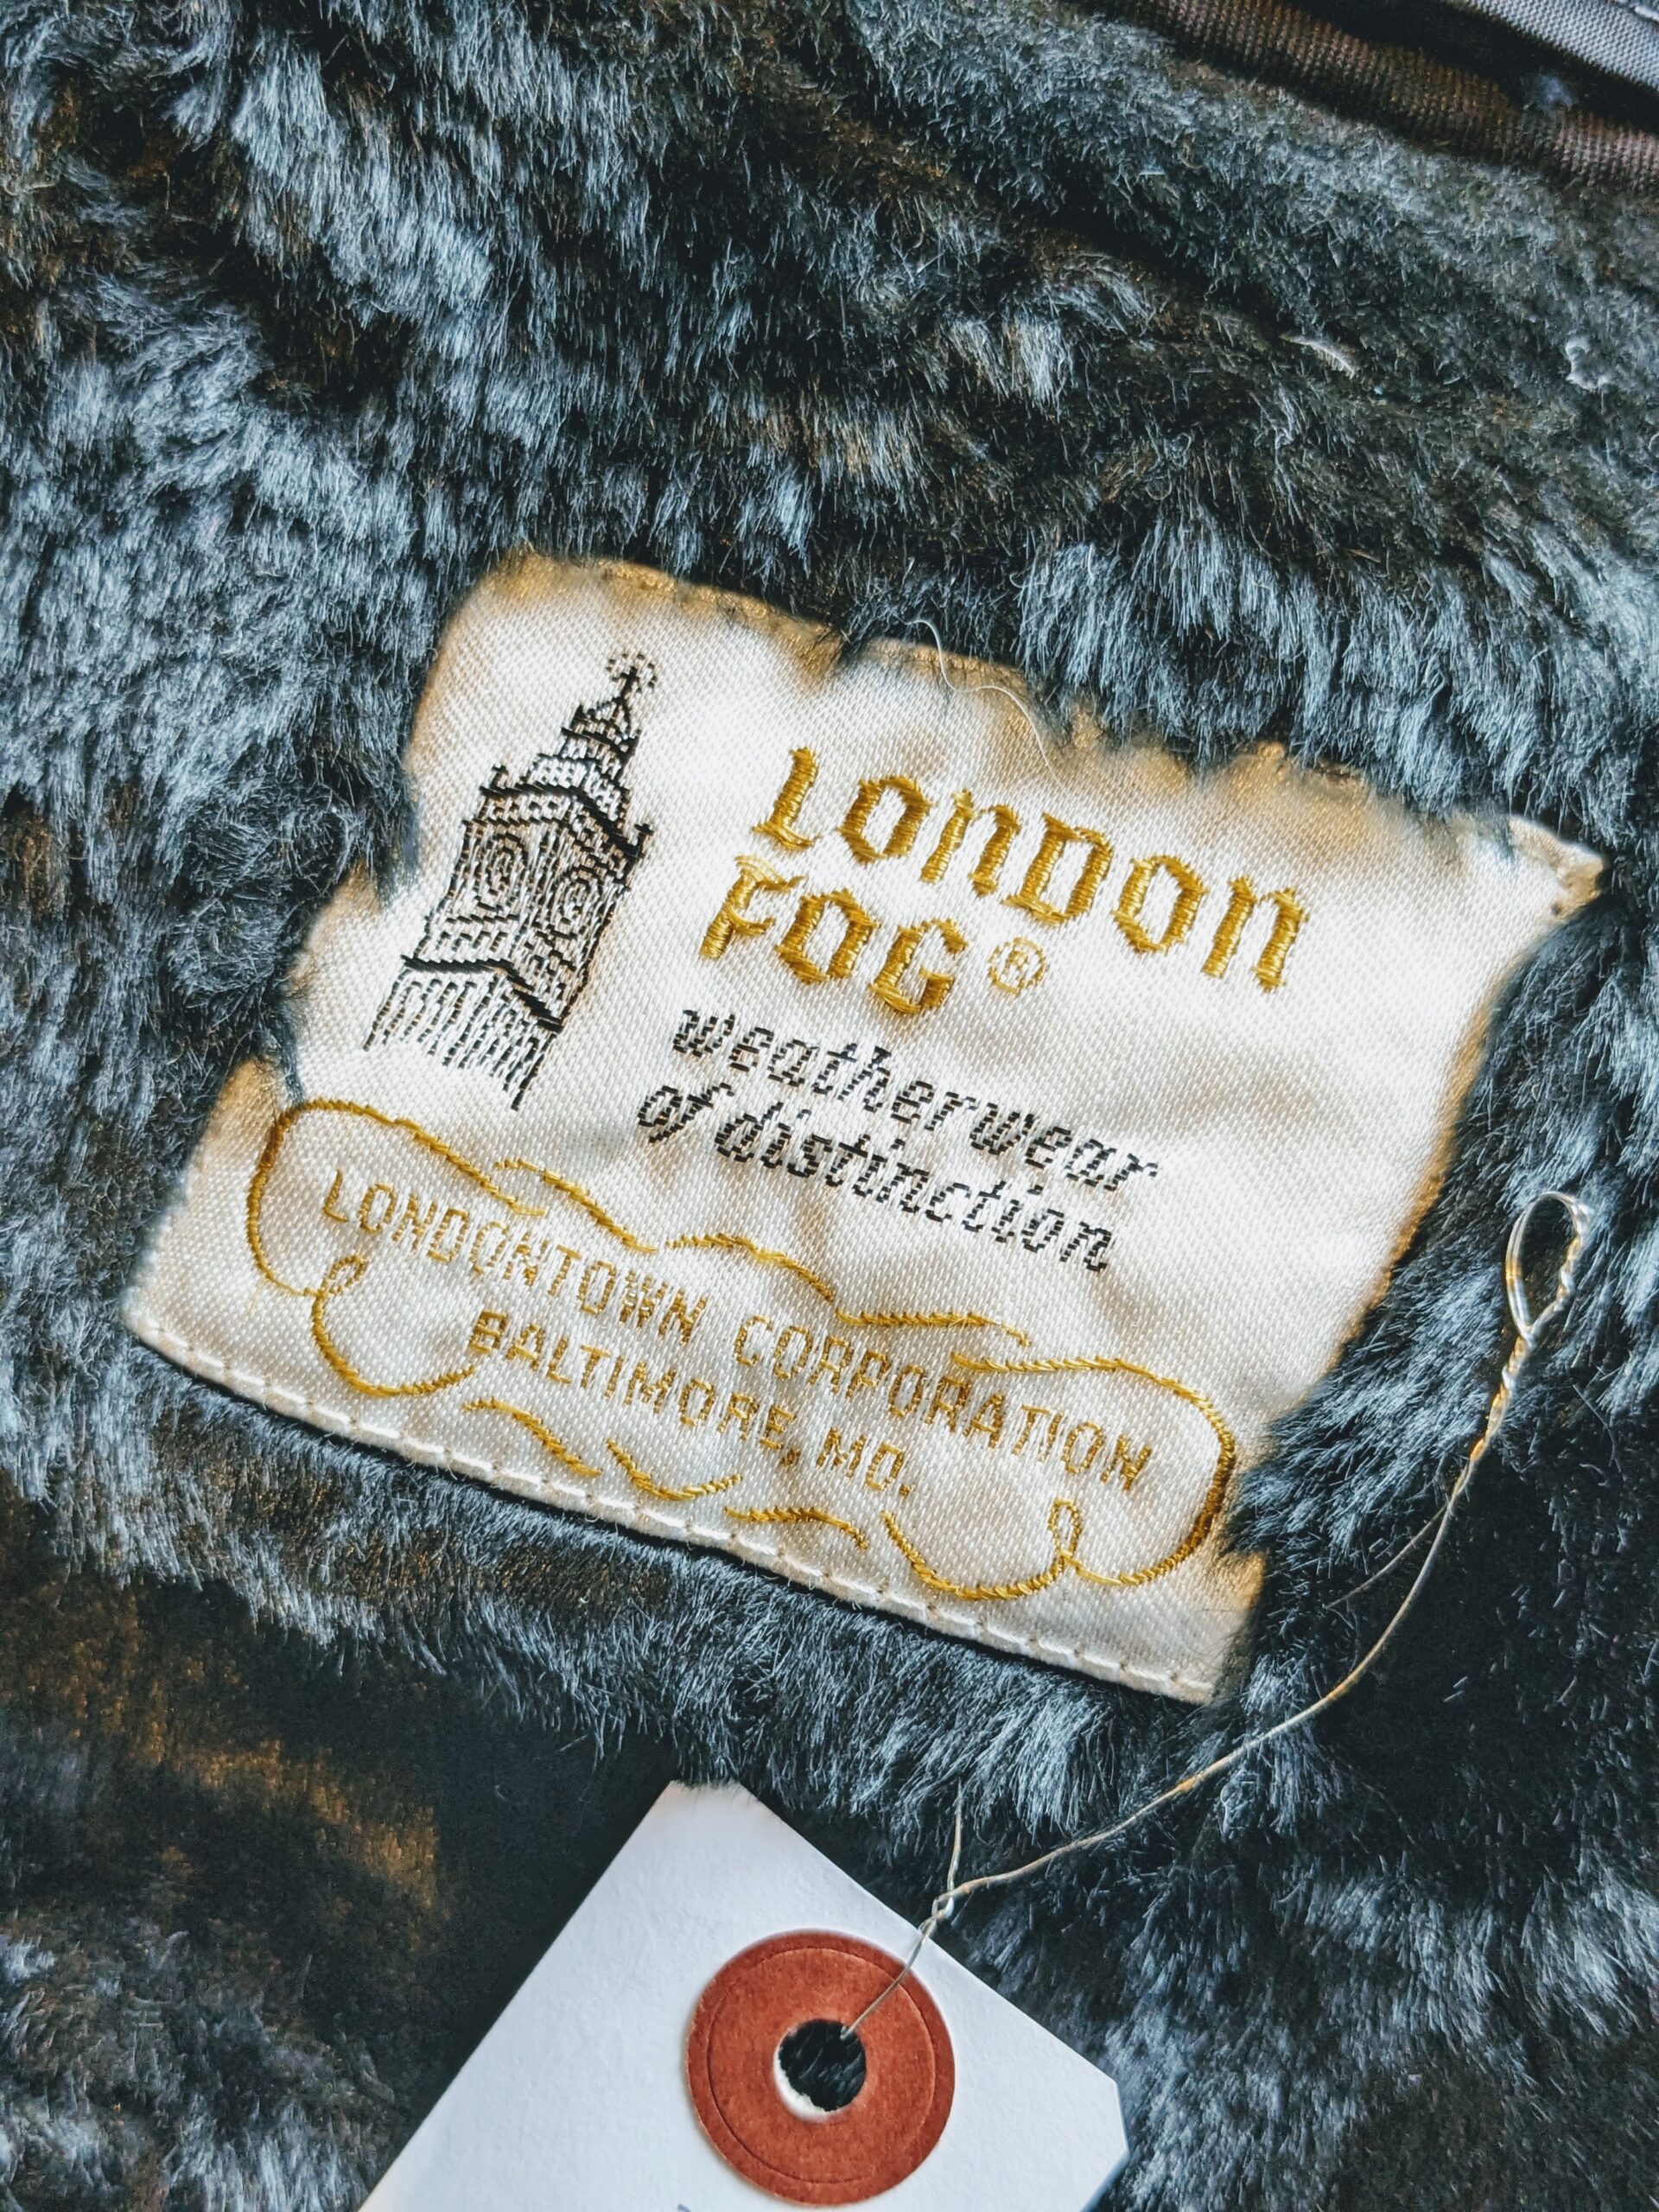 LONDON
FOG®
weatherwear
of distinction
LONDONTOWN CORPORATION
BALTIMORE, MD.